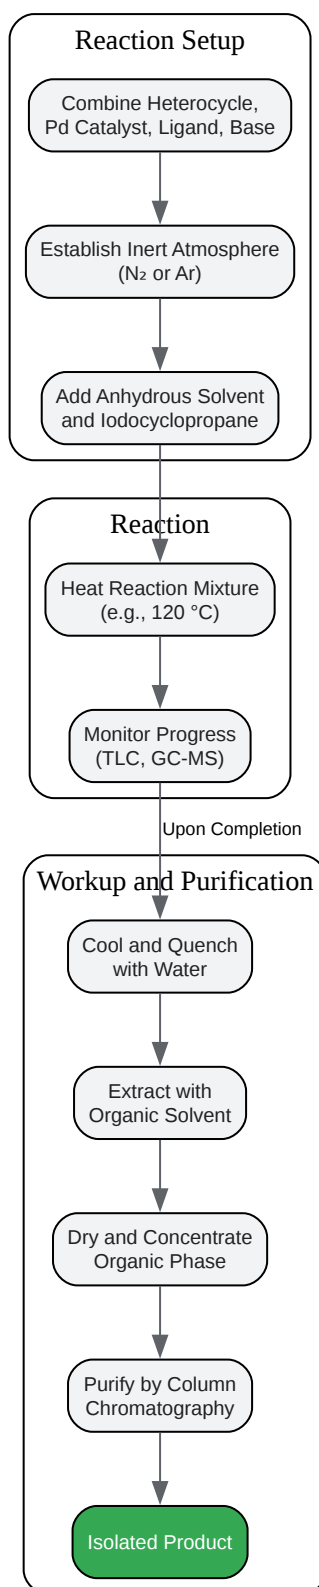 Reaction Setup
Combine Heterocycle,
Pd Catalyst, Ligand, Base
Establish Inert Atmosphere
(N₂ or Ar)
Add Anhydrous Solvent
and Iodocyclopropane
Reaction
Heat Reaction Mixture
(e.g., 120 °C)
Monitor Progress
(TLC, GC-MS)
Upon Completion
Workup and Purification
Cool and Quench
with Water
Extract with
Organic Solvent
Dry and Concentrate
Organic Phase
Purify by Column
Chromatography
Isolated Product